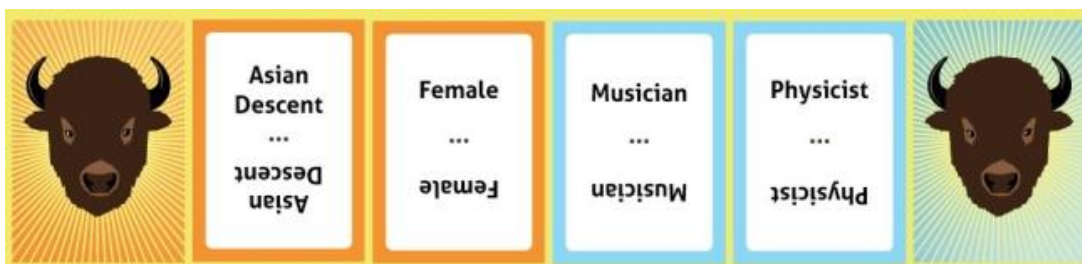 Asian
Descent
...
Asian
Descent
Female
...
Female
Musician
...
Musician
Physicist
...
Physicist